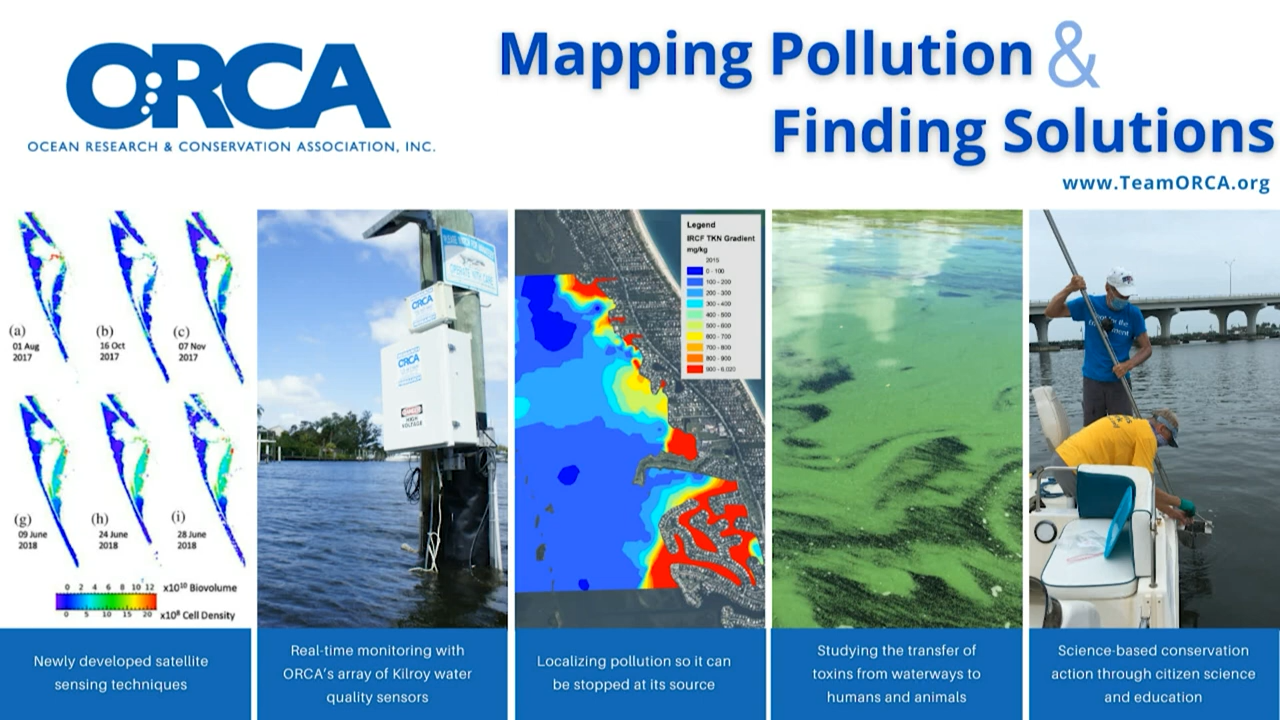 ORCA
OCEAN RESEARCH & CONSERVATION ASSOCIATION, INC.
Mapping Pollution &
Finding Solutions
www.TeamORCA.org
(a)
01 Aug
2017
(b)
16 Oct
2017
(c)
07 Nov
2017
(g)
09 June
2018
(h)
24 June
2018
(i)
28 June
2018
0 2 4 6 8 10 12 x10¹⁰ Biovolume
0 5 10 15 20 x10⁸ Cell Density
ORCA
ORCA
DANGER
HIGH
VOLTAGE
Legend
IRCF TKN Gradient
mg/kg
2015
0 - 100
100 - 200
200 - 300
300 - 400
400 - 500
500 - 600
600 - 700
700 - 800
800 - 900
900 - 6,020
Newly developed satellite
sensing techniques
Real-time monitoring with
ORCA's array of Kilroy water
quality sensors
Localizing pollution so it can
be stopped at its source
Studying the transfer of
toxins from waterways to
humans and animals
Science-based conservation
action through citizen science
and education